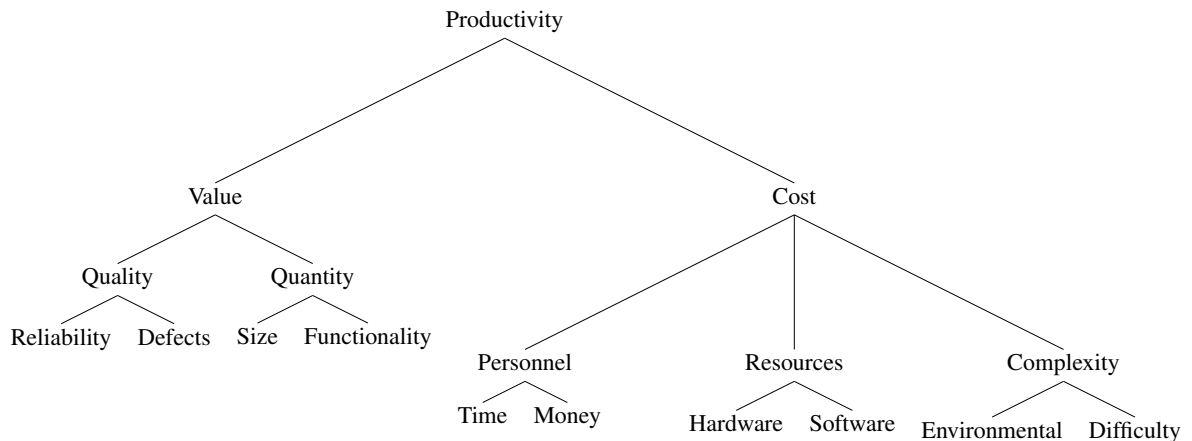 Productivity
Value Cost
Quality Quantity
Reliability Defects Size Functionality
Personnel Resources Complexity
Time Money Hardware Software Environmental Difficulty